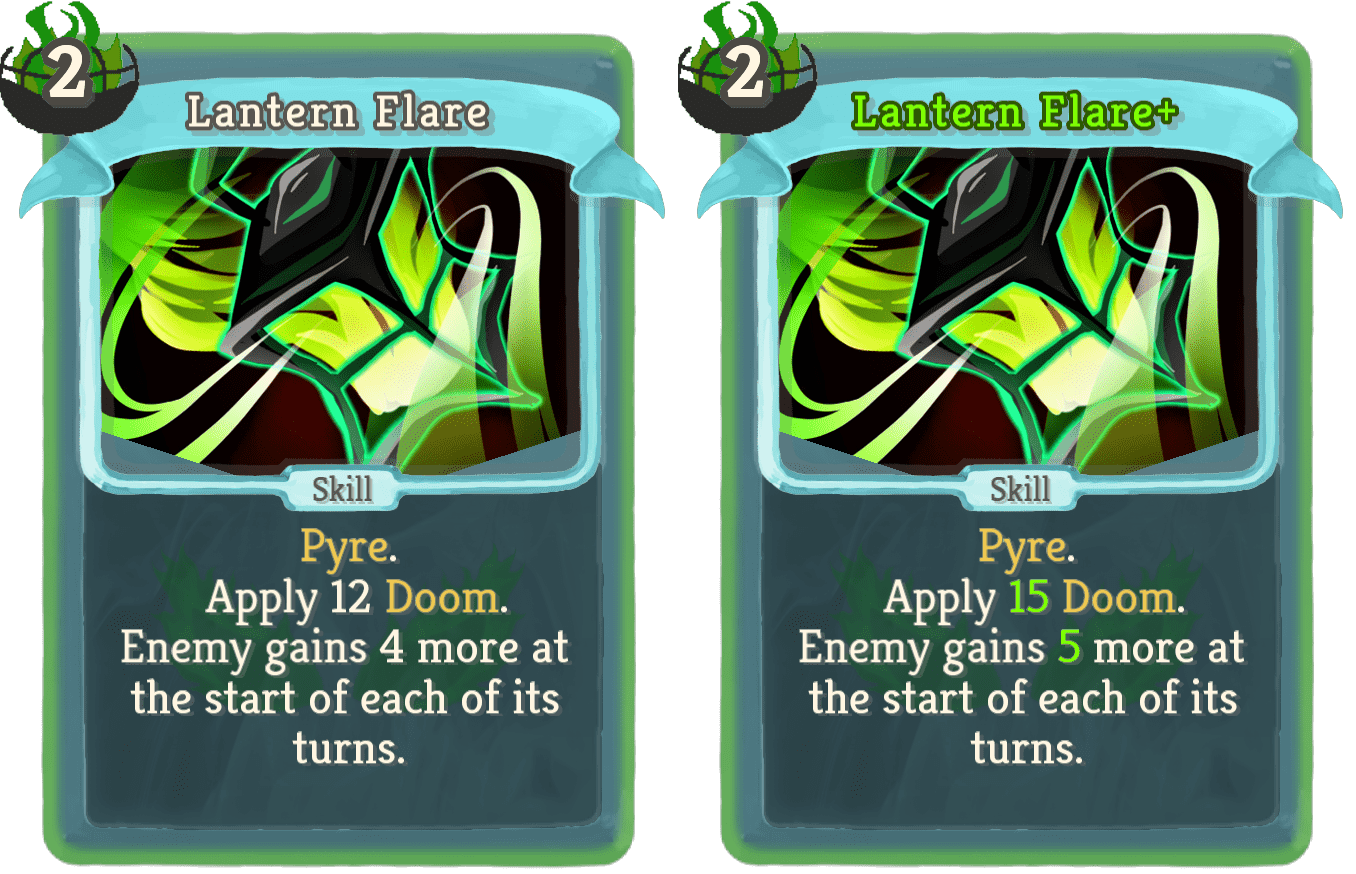 2
Lantern Flare
Skill
Pyre.
Apply 12 Doom.
Enemy gains 4 more at
the start of each of its
turns.
2
Lantern Flare+
Skill
Pyre.
Apply 15 Doom.
Enemy gains 5 more at
the start of each of its
turns.